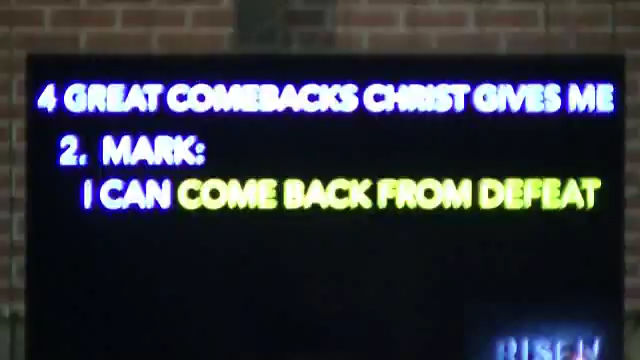 4 GREAT COMEBACKS CHRIST GIVES ME
2. MARK:
I CAN COME BACK FROM DEFEAT
RISEN